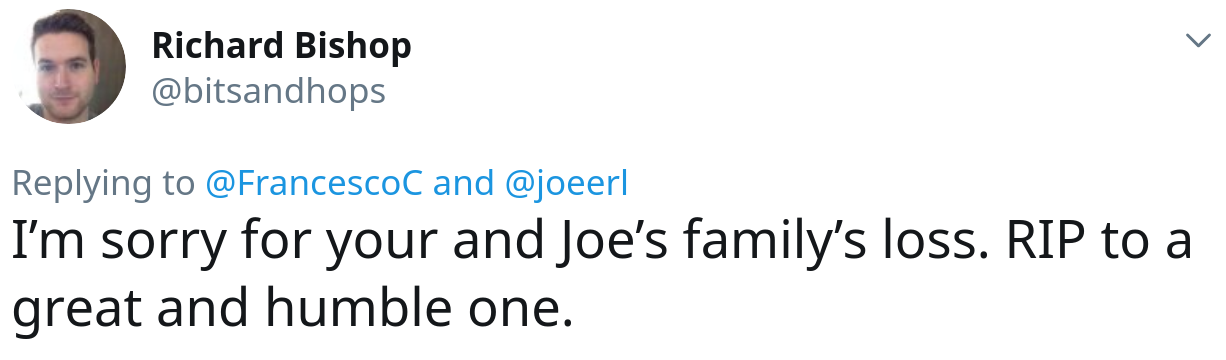 Richard Bishop
@bitsandhops
Replying to @FrancescoC and @joeerl
I’m sorry for your and Joe’s family’s loss. RIP to a
great and humble one.